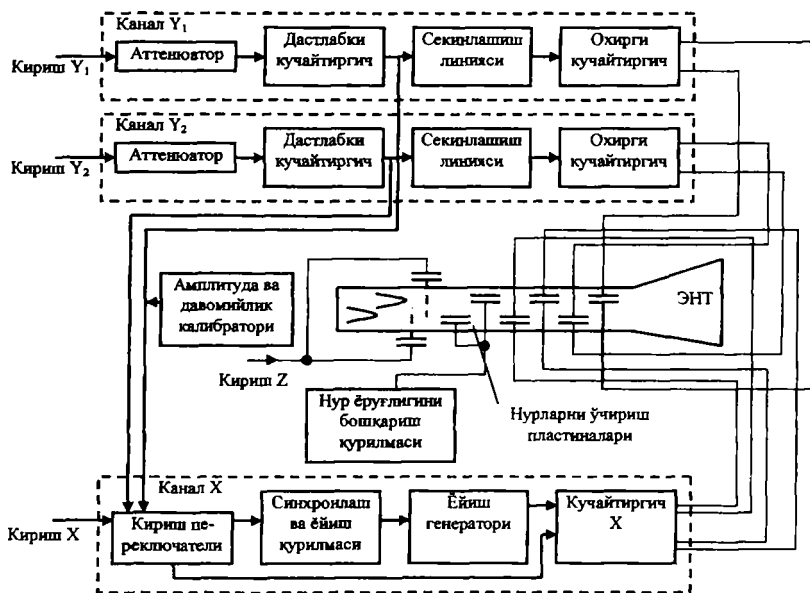 Канал Y₁
Кириш Y₁
Аттенюатор
Дастлабки
кучайтиргич
Секинлашиш
линияси
Охирги
кучайтиргич
Канал Y₂
Кириш Y₂
Аттенюатор
Дастлабки
кучайтиргич
Секинлашиш
линияси
Охирги
кучайтиргич
Амплитуда ва
давомийлик
калибратори
ЭНТ
Кириш Z
Нур ёруғлигини
бошқариш
қурилмаси
Нурларни ўчириш
пластиналари
Канал X
Кириш X
Кириш пе-
реключатели
Синхронлаш
ва ёйиш
қурилмаси
Ёйиш
генератори
Кучайтиргич
X